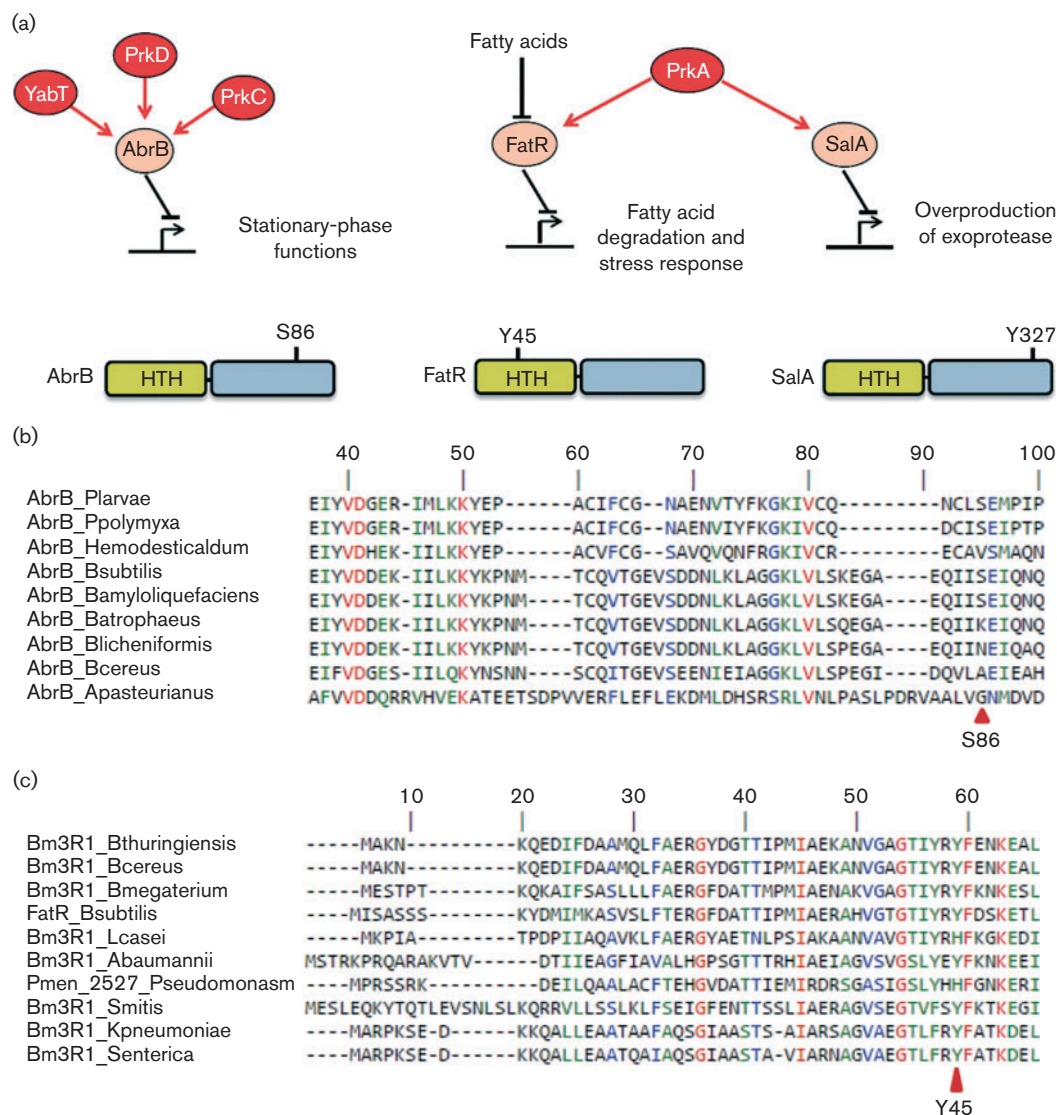 (a)
Fatty acids
PrkD
YabT
PrkC
PrkA
AbrB
FatR
SalA
Stationary-phase
functions
Fatty acid
degradation and
stress response
Overproduction
of exoprotease
S86
Y45
Y327
AbrB HTH
FatR HTH
SalA HTH
(b)
40 50 60 70 80 90 100
AbrB_Plarvae EIYVDGER-IMLKKYEP------ACIFCG--NAENVTYFKGKIVCQ---------NCLSEMPIP
AbrB_Ppolymyxa EIYVDGER-IMLKKYEP------ACIFCG--NAENVTYFKGKIVCQ---------DCISEIPTP
AbrB_Hemodesticaldum EIYVDHEK-IILKKYEP------ACVFCG--SAVQVQNFRGKIVCR---------ECAVSMAQN
AbrB_Bsubtilis EIYVDDEK-IILKKYKPNM----TCQVTGEVSDDNLKLAGGKLVLSKEGA----EQIISEIQNQ
AbrB_Bamyloliquefaciens EIYVDDEK-IILKKYKPNM----TCQVTGEVSDDNLKLAGGKLVLSKEGA----EQIISEIQNQ
AbrB_Batrophaeus EIYVDDEK-IILKKYKPNM----TCQVTGEVSDDNLKLAGGKLVLSQEGA----EQIIKEIQNQ
AbrB_Blicheniformis EIYVDDEK-IILKKYKPNM----TCQVTGEVSDDNLKLAGGKLVLSPEGA----EQIINEIQAQ
AbrB_Bcereus EIFVDGES-IILQKYNSNN----SCQITGEVSEENIEIAGGKLVLSPEGI----DQVLAEIEAH
AbrB_Apasteurianus AFVVDDQRRVHVEKATEETSDPVVERFLEFLEKDMLDHSRSRLVNLPASLPDRVAALVGNMDVD
S86
(c)
10 20 30 40 50 60
Bm3R1_Bthuringiensis -----MAKN----------KQEDIFDAAMQLFAERGYDGTTIPMIAEKANVGAGTIYRYFENKEAL
Bm3R1_Bcereus -----MAKN----------KQEDIFDAAMQLFAERGYDGTTIPMIAEKANVGAGTIYRYFENKEAL
Bm3R1_Bmegaterium -----MESTPT--------KQKAIFSASLLLFAERGFDATTMPMIAENAKVGAGTIYRYFKNKESL
FatR_Bsubtilis ----MISASSS--------KYDMIMKASVSLFTERGFDATTIPMIAERAHVGTGTIYRYFDSKETL
Bm3R1_Lcasei ------MKPIA--------TPDPIIAQAVKLFAERGYAETNLPSIAKAANVAVGTIYRHFKGKEDI
Bm3R1_Abaumannii MSTRKPRQARAKVTV----DTIIEAGFIAVALHGPSGTTTRHIAEIAGVSVGSLYEYFKNKEEI
Pmen_2527_Pseudomonasm -----MPRSSRK-------DEILQAALACFTEHGVDATTIEMIRDRSGASIGSLYHHFGNKERI
Bm3R1_Smitis MESLEQKYTQTLEVSNLSLKQRRVLLSSLKLFSEIGFENTTSSLIAERAGVSEGTVFSYFKTKEGI
Bm3R1_Kpneumoniae -----MARPKSE-D-----KKQALLEAATAAFAQSGIAASTS-AIARSAGVAEGTLFRYFATKDEL
Bm3R1_Senterica -----MARPKSE-D-----KKQALLEAATQAIAQSGIAASTA-VIARNAGVAEGTLFRYFATKDEL
Y45